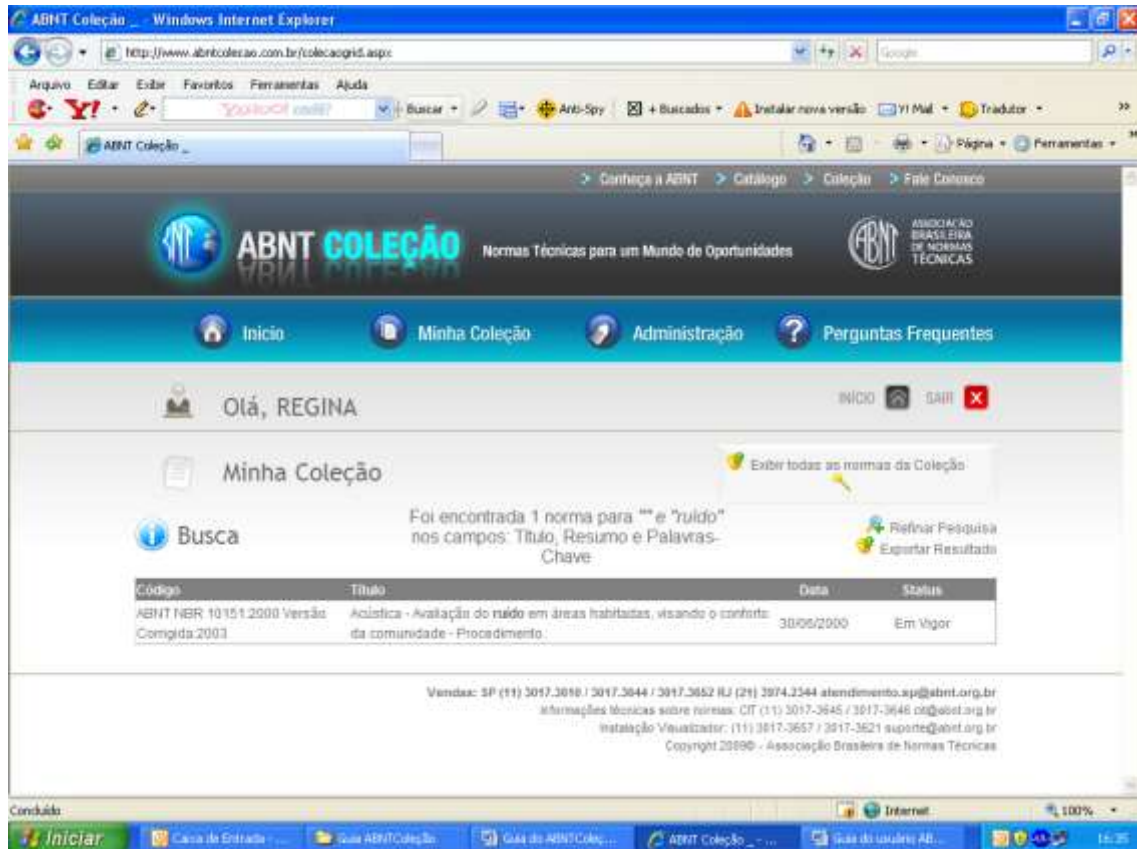 ABNT Coleção _ - Windows Internet Explorer
http://www.abntcolecao.com.br/colecaogrid.aspx
Google
Arquivo Editar Exibir Favoritos Ferramentas Ajuda
Y! Buscar Anti-Spy + Buscados Instalar nova versão Y! Mail Tradutor
ABNT Coleção _ Página Ferramentas
> Conheça a ABNT > Catálogo > Coleção > Fale Conosco
ABNT COLEÇÃO Normas Técnicas para um Mundo de Oportunidades
ABNT
ASSOCIAÇÃO
BRASILEIRA
DE NORMAS
TÉCNICAS
Início Minha Coleção Administração ? Perguntas Frequentes
Olá, REGINA INÍCIO SAIR X
Minha Coleção Exibir todas as normas da Coleção
Busca
Foi encontrada 1 norma para "" e "ruído"
nos campos: Título, Resumo e Palavras-
Chave
Refinar Pesquisa
Exportar Resultado
Código Título Data Status
ABNT NBR 10151:2000 Versão
Corrigida:2003
Acústica - Avaliação do ruído em áreas habitadas, visando o conforto
da comunidade - Procedimento
30/06/2000 Em Vigor
Vendas: SP (11) 3017.3610 / 3017.3644 / 3017.3652 RJ (21) 3974.2344 atendimento.sp@abnt.org.br
Informações técnicas sobre normas: CIT (11) 3017-3645 / 3017-3646 cit@abnt.org.br
Instalação Visualizador: (11) 3017-3657 / 3017-3621 suporte@abnt.org.br
Copyright - Associação Brasileira de Normas Técnicas
Concluído Internet 100%
Iniciar Caixa de Entrada - ... Guia ABNTColeção Guia do ABNTColeç... ABNT Coleção _ - ... Guia do usuário AB... 16:35